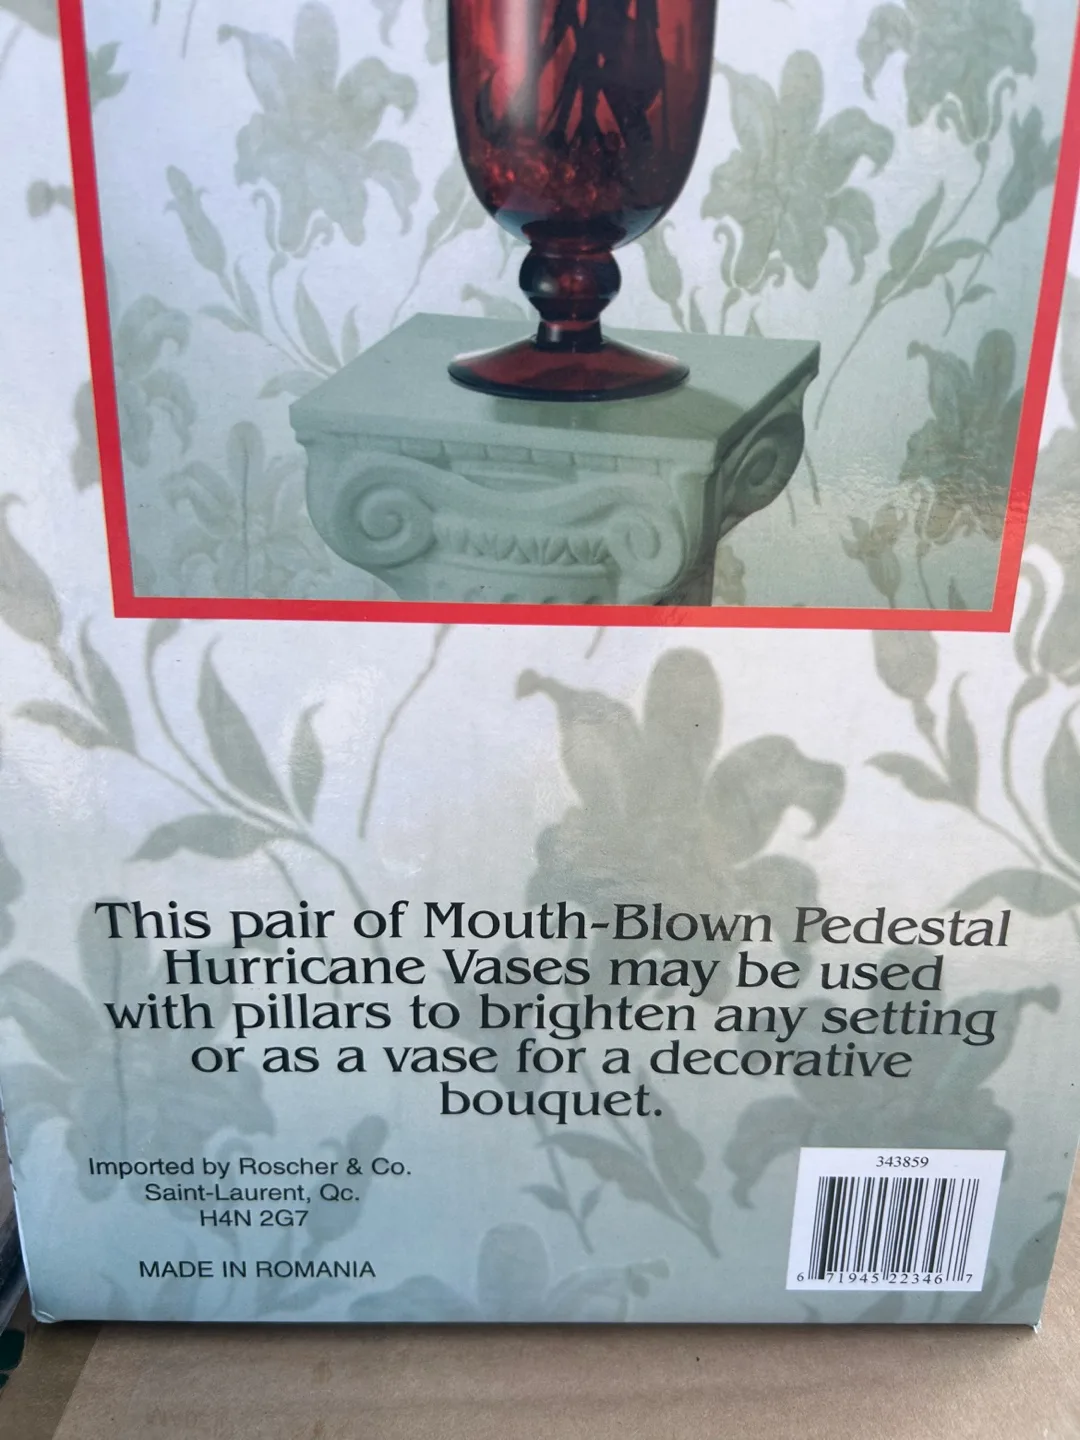 This pair of Mouth-Blown Pedestal
Hurricane Vases may be used
with pillars to brighten any setting
or as a vase for a decorative
bouquet.
Imported by Roscher & Co.
Saint-Laurent, Qc.
H4N 2G7
MADE IN ROMANIA
343859
6 71945 22346 7